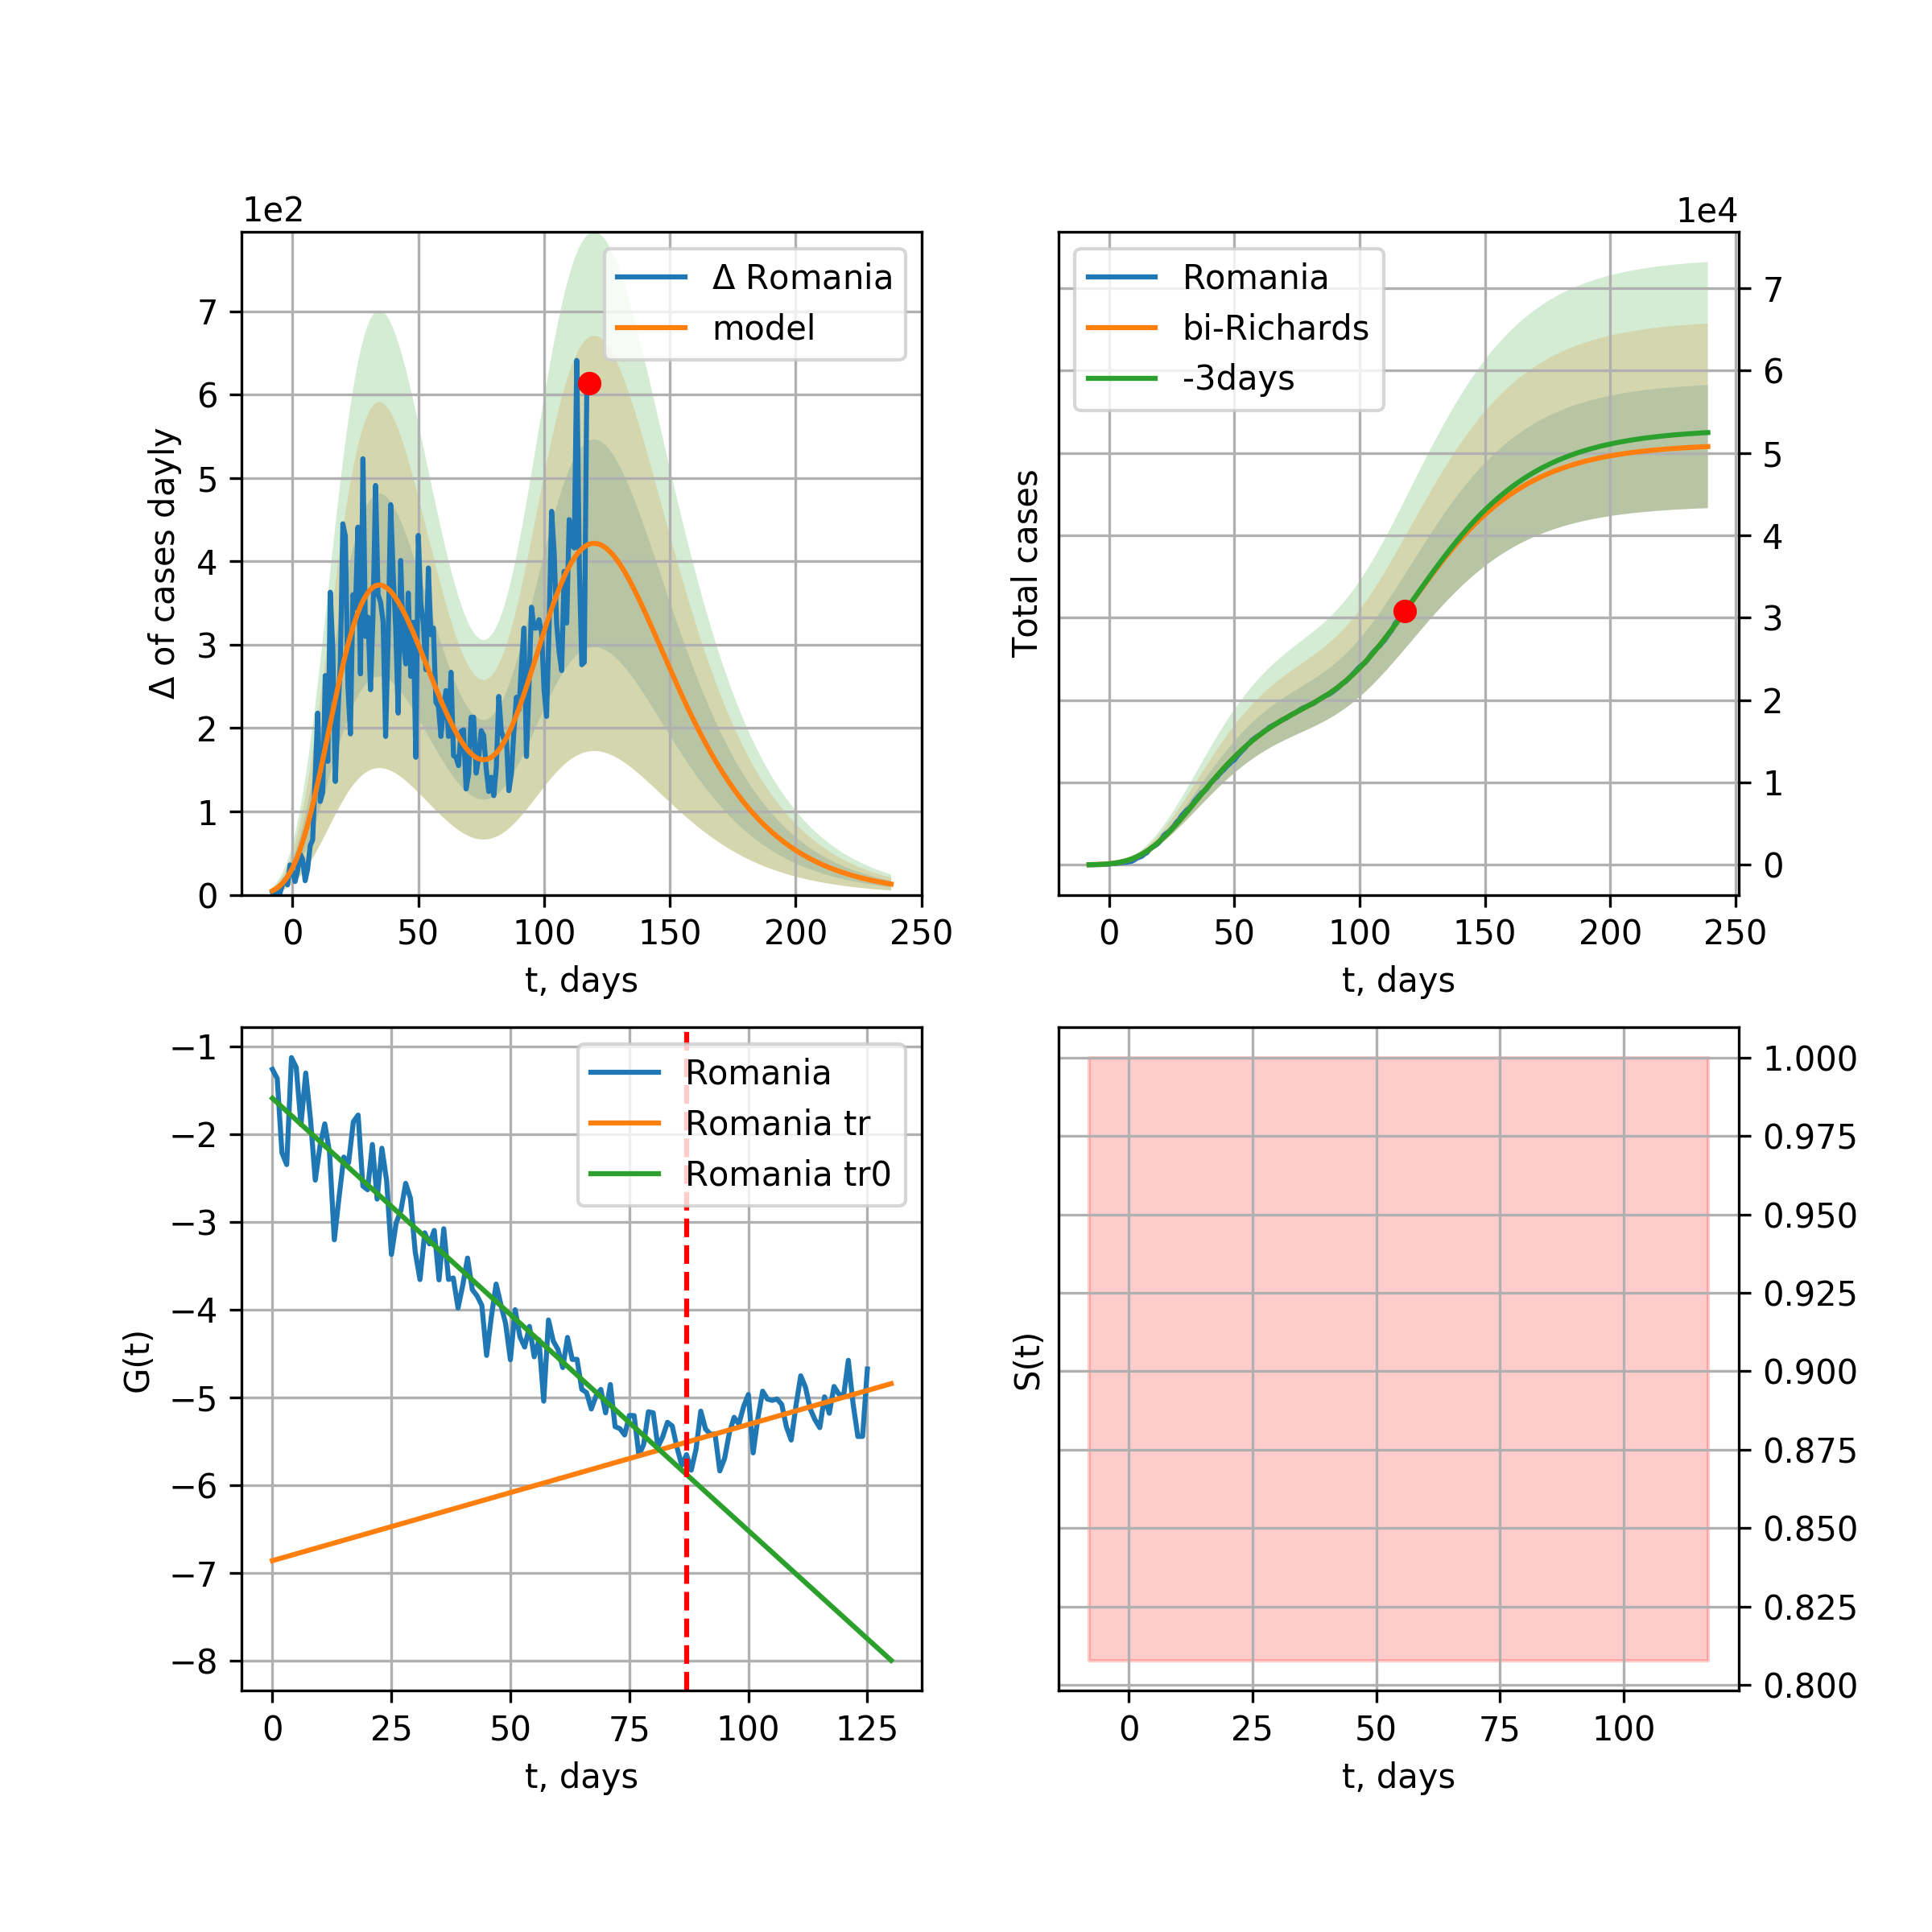 1e2
Δ Romania
model
7
6
5
4
3
2
1
0
Δ of cases dayly
0 50 100 150 200 250
t, days
1e4
Romania
bi-Richards
-3days
7
6
5
4
3
2
1
0
Total cases
0 50 100 150 200 250
t, days
−1
−2
−3
−4
−5
−6
−7
−8
G(t)
Romania
Romania tr
Romania tr0
0 25 50 75 100 125
t, days
1.000
0.975
0.950
0.925
0.900
0.875
0.850
0.825
0.800
S(t)
0 25 50 75 100
t, days